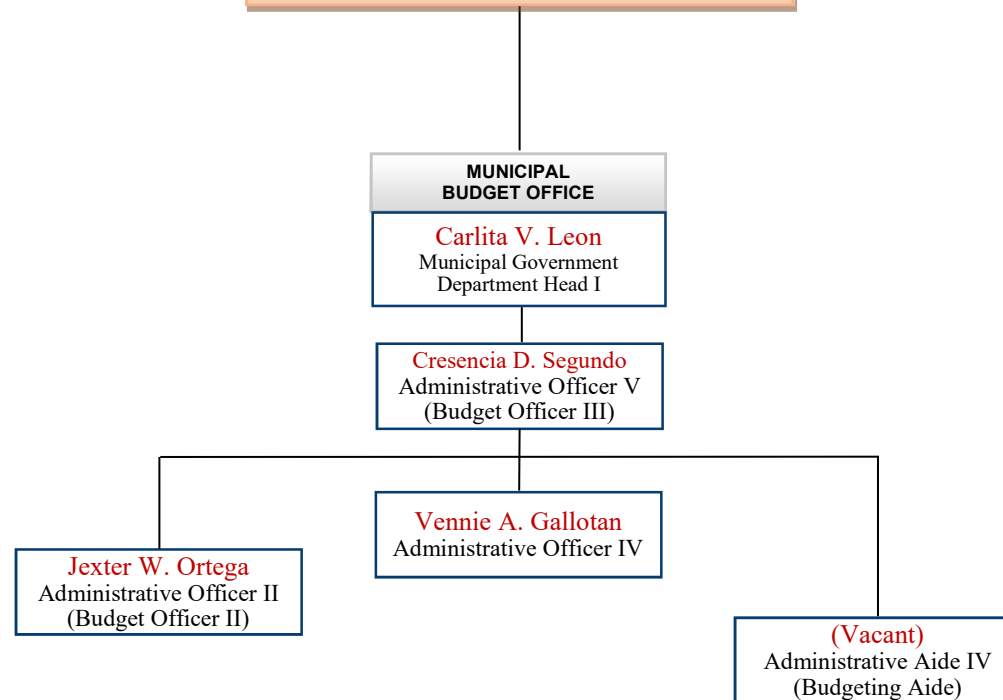 MUNICIPAL
BUDGET OFFICE
Carlita V. Leon
Municipal Government
Department Head I
Cresencia D. Segundo
Administrative Officer V
(Budget Officer III)
Vennie A. Gallotan
Administrative Officer IV
Jexter W. Ortega
Administrative Officer II
(Budget Officer II)
(Vacant)
Administrative Aide IV
(Budgeting Aide)